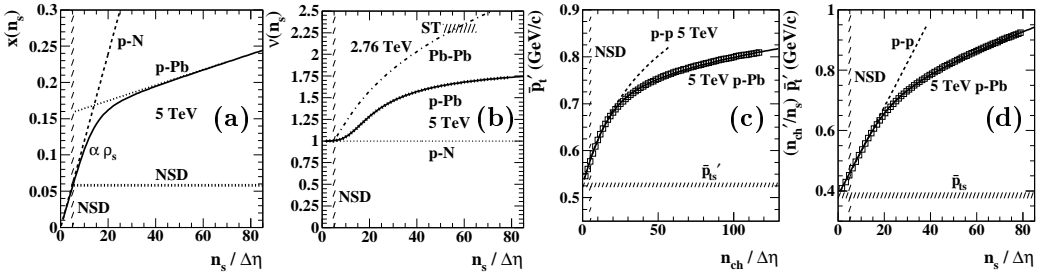 x(n_s)
0.3
0.25
0.2
0.15
0.1
0.05
0
p-N
p-Pb
5 TeV
(a)
α ρ_s
NSD
NSD
0 20 40 60 80
n_s / Δη
ν(n_s)
2.5
2.25
2
1.75
1.5
1.25
1
0.75
0.5
0.25
0
ST
2.76 TeV
Pb-Pb
p-Pb
5 TeV
(b)
p-N
NSD
0 20 40 60 80
n_s / Δη
p̄_t′ (GeV/c)
0.8
0.7
0.6
0.5
NSD
p-p 5 TeV
5 TeV p-Pb
(c)
p̄_ts′
0 50 100
n_ch / Δη
(n_ch′/n_s) p̄_t′ (GeV/c)
1
0.8
0.6
0.4
p-p
NSD
5 TeV p-Pb
(d)
p̄_ts
0 20 40 60 80
n_s / Δη